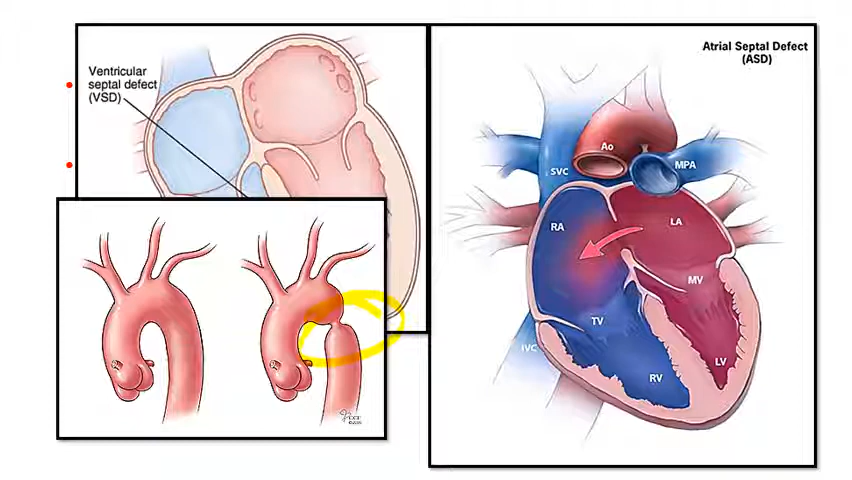 Ventricular
septal defect
(VSD)
Atrial Septal Defect
(ASD)
Ao
SVC
MPA
RA
LA
MV
TV
IVC
LV
RV